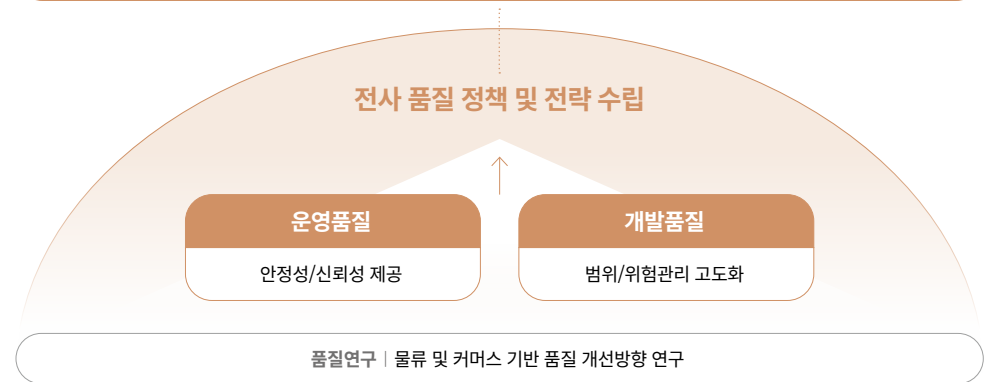 전사 품질 정책 및 전략 수립
운영품질
안정성/신뢰성 제공
개발품질
범위/위험관리 고도화
품질연구 | 물류 및 커머스 기반 품질 개선방향 연구